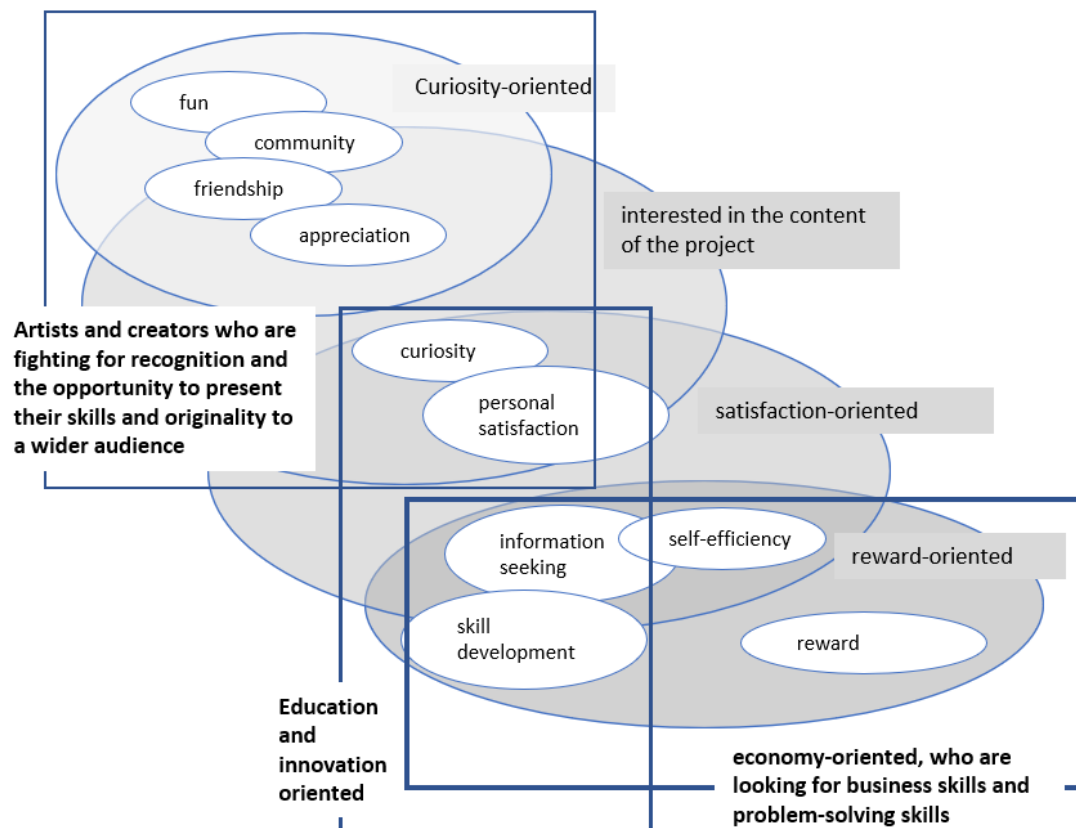 Curiosity-oriented
fun
community
friendship
appreciation
interested in the content
of the project
Artists and creators who are
fighting for recognition and
the opportunity to present
their skills and originality to
a wider audience
curiosity
personal
satisfaction
satisfaction-oriented
information
seeking
self-efficiency
reward-oriented
skill
development
reward
Education
and
innovation
oriented
economy-oriented, who are
looking for business skills and
problem-solving skills